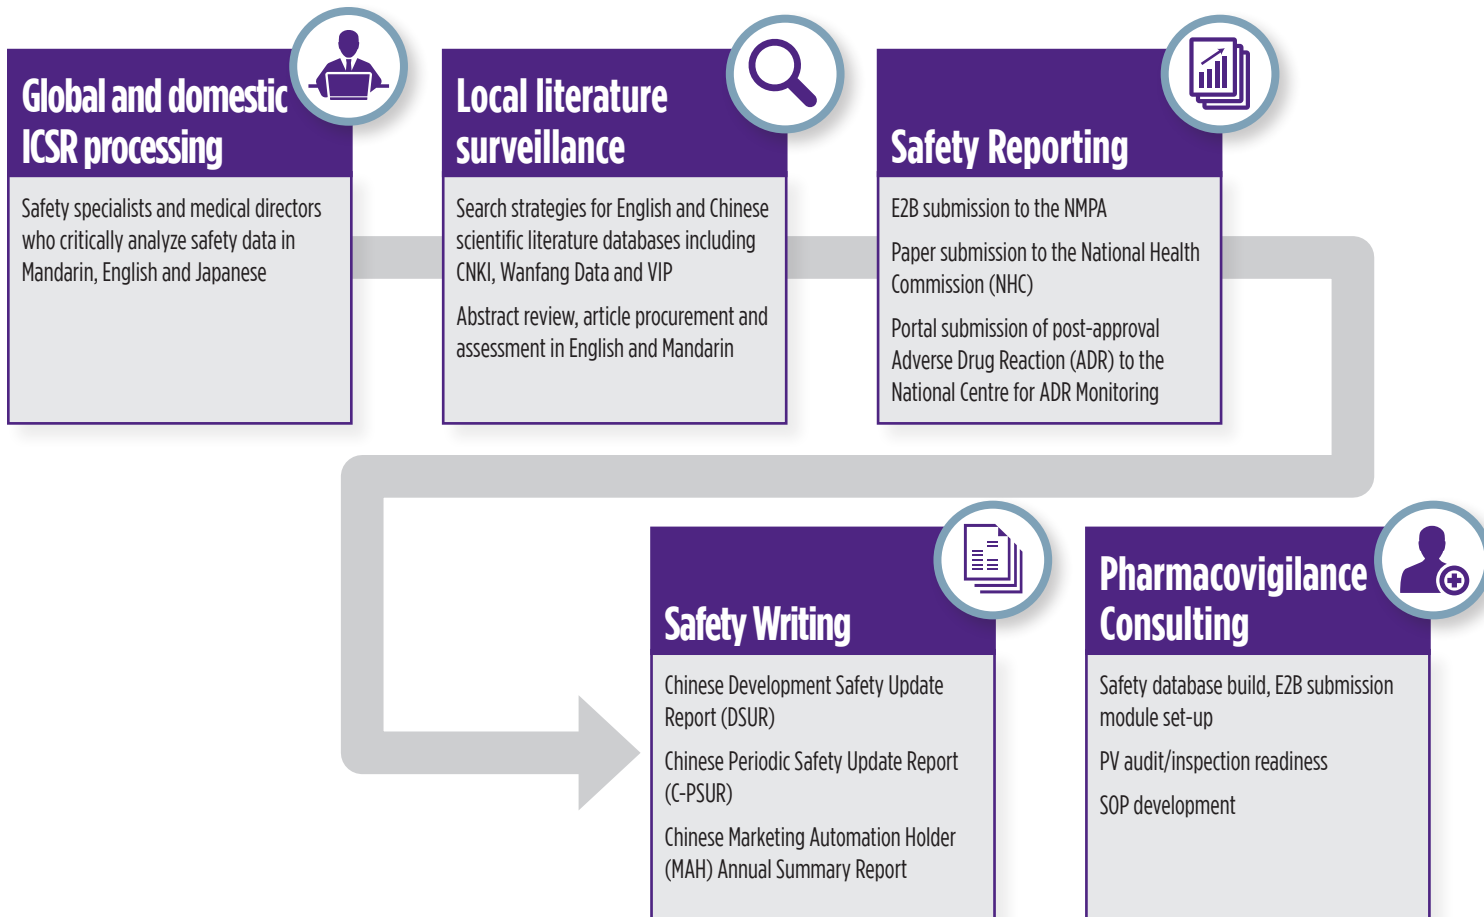 Global and domestic
ICSR processing
Safety specialists and medical directors
who critically analyze safety data in
Mandarin, English and Japanese
Local literature
surveillance
Search strategies for English and Chinese
scientific literature databases including
CNKI, Wanfang Data and VIP
Abstract review, article procurement and
assessment in English and Mandarin
Safety Reporting
E2B submission to the NMPA
Paper submission to the National Health
Commission (NHC)
Portal submission of post-approval
Adverse Drug Reaction (ADR) to the
National Centre for ADR Monitoring
Safety Writing
Chinese Development Safety Update
Report (DSUR)
Chinese Periodic Safety Update Report
(C-PSUR)
Chinese Marketing Automation Holder
(MAH) Annual Summary Report
Pharmacovigilance
Consulting
Safety database build, E2B submission
module set-up
PV audit/inspection readiness
SOP development